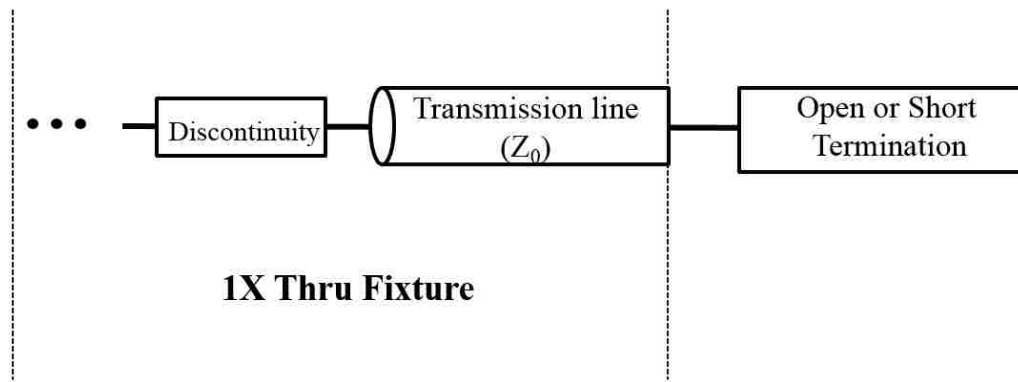 Discontinuity
Transmission line
(Z₀)
Open or Short
Termination
1X Thru Fixture